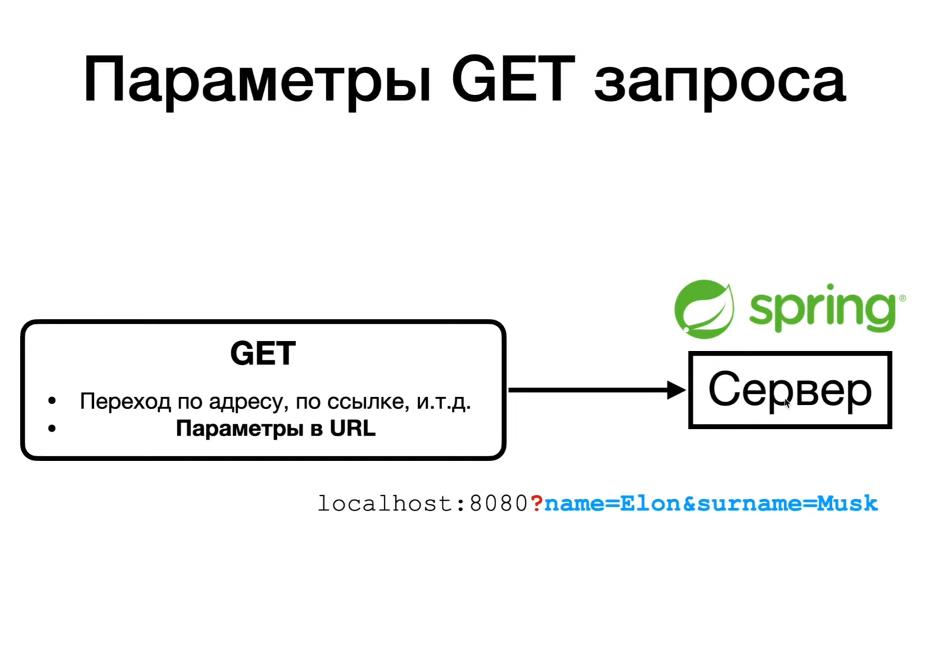 Параметры GET запроса
spring®
GET
• Переход по адресу, по ссылке, и.т.д.
• Параметры в URL
Сервер
localhost:8080?name=Elon&surname=Musk